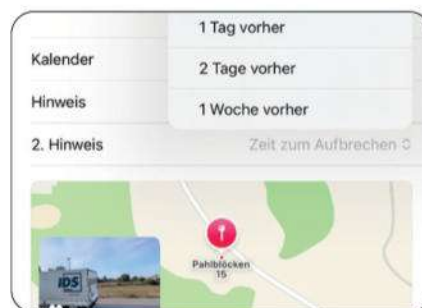 1 Tag vorher
Kalender
2 Tage vorher
Hinweis
1 Woche vorher
2. Hinweis Zeit zum Aufbrechen
Pahlblöcken
15
IDS